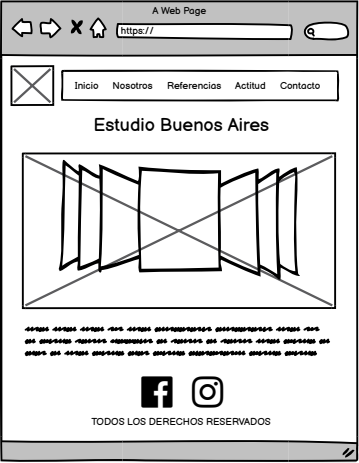 A Web Page
https://
Inicio Nosotros Referencias Actitud Contacto
Estudio Buenos Aires
TODOS LOS DERECHOS RESERVADOS